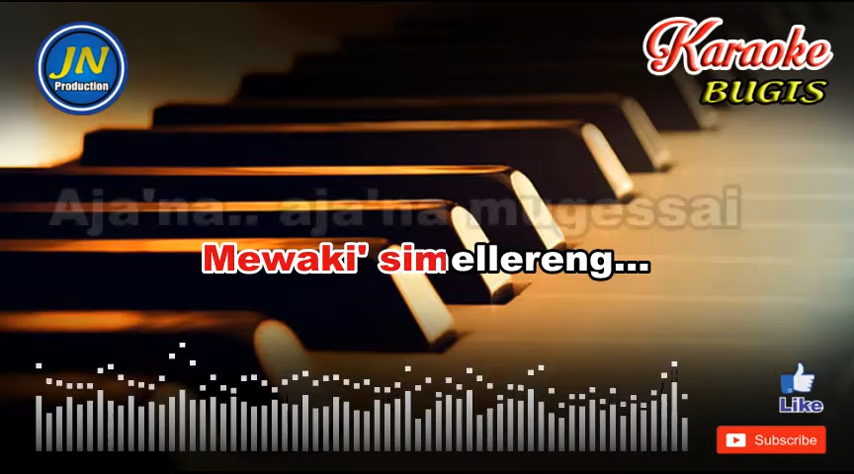 JN
Production
Karaoke
BUGIS
Aja'na.. aja'na mugessai
Mewaki' simellereng...
Like
Subscribe